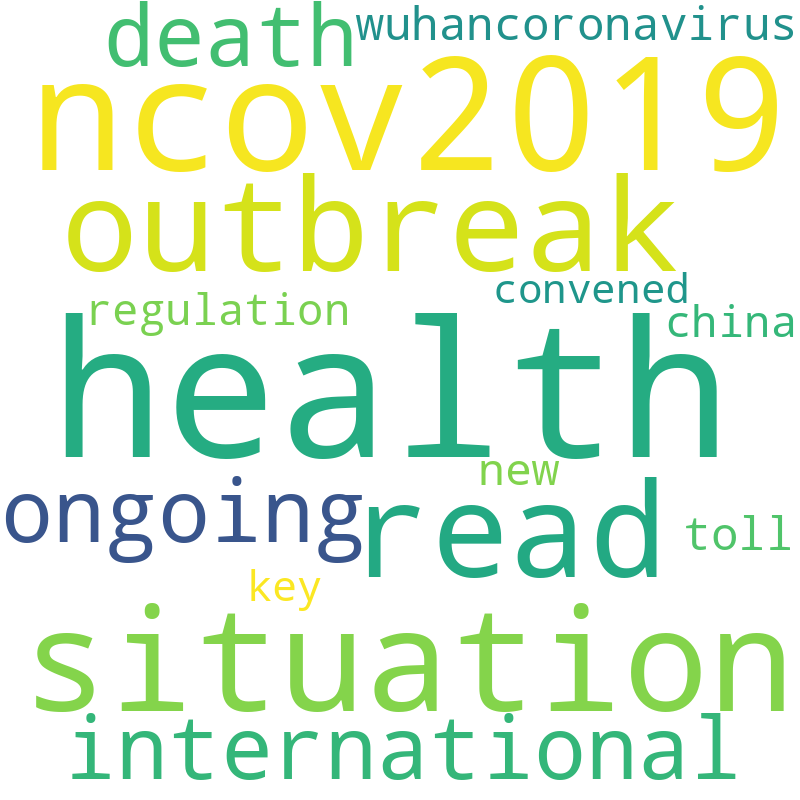 death wuhancoronavirus
ncov2019
outbreak
convened
regulation china
health
new
ongoing read toll
key
situation
international